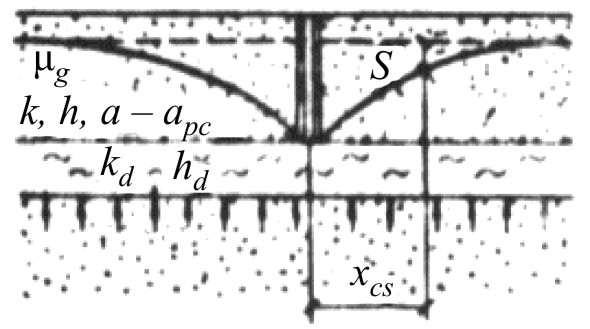 μg
S
k, h, a – apc
kd hd
xcs